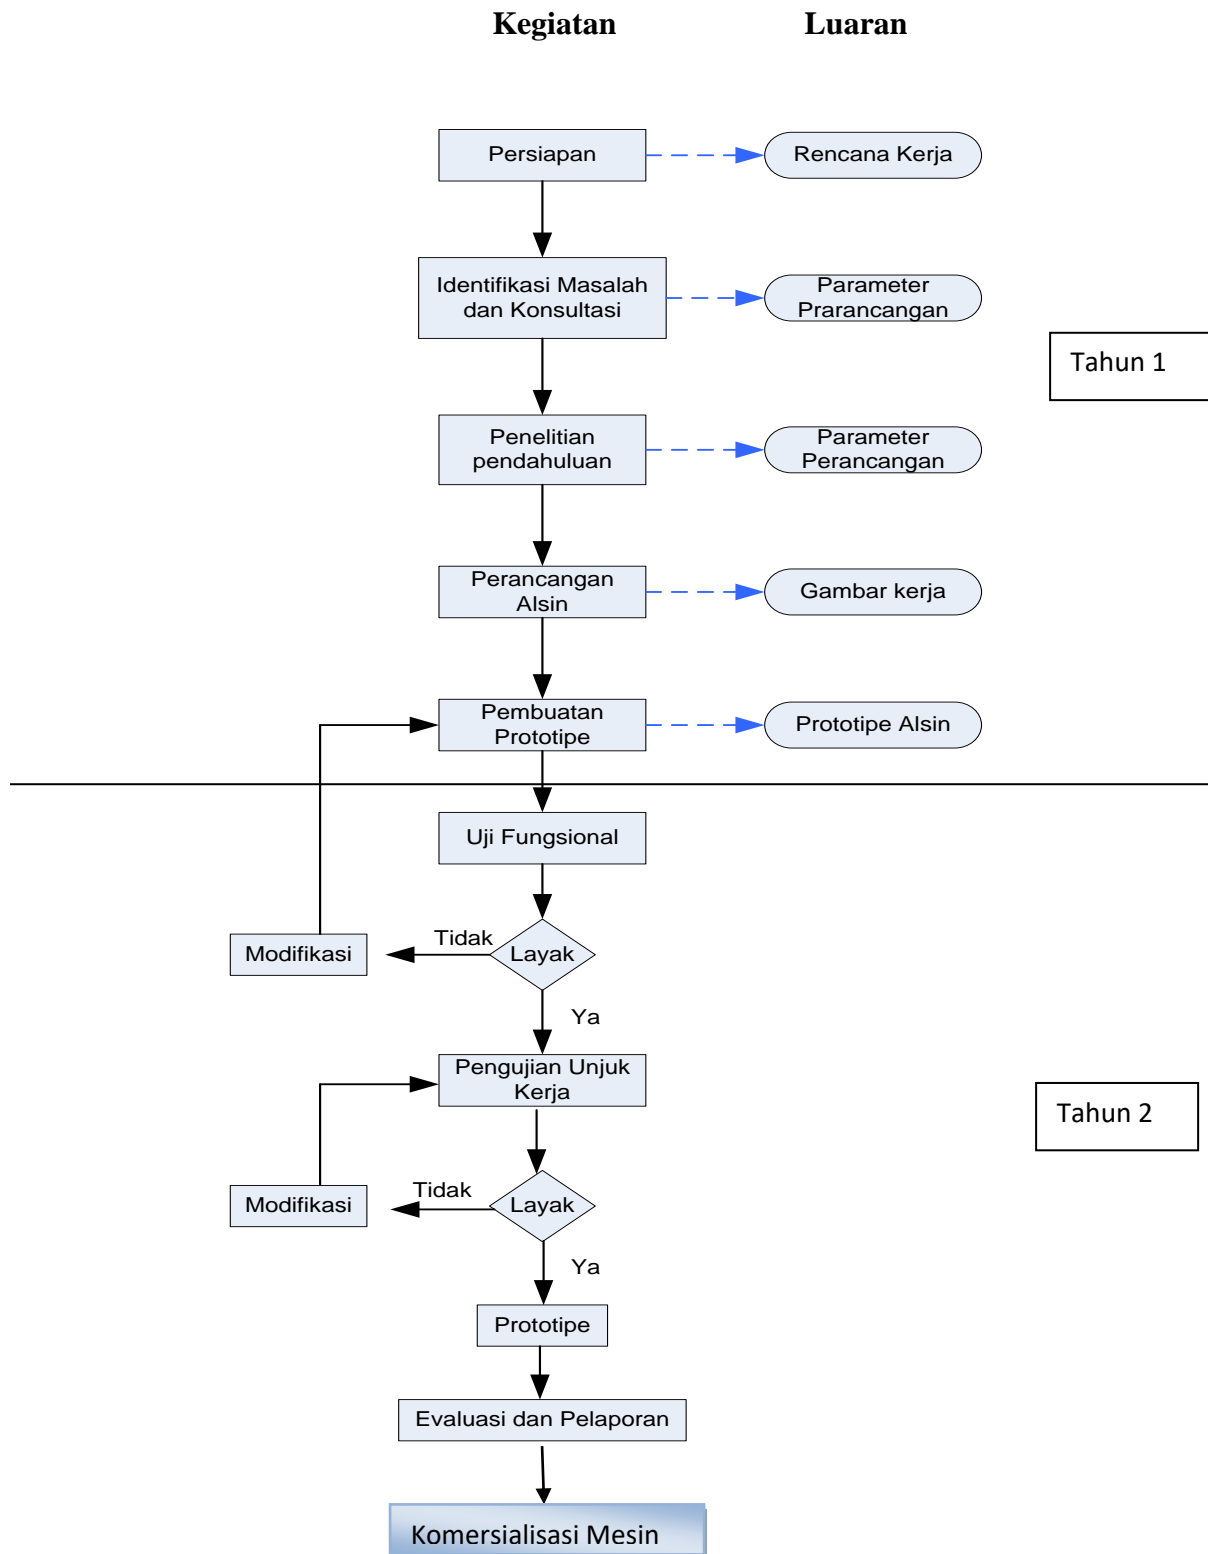 Kegiatan
Luaran
Persiapan
Rencana Kerja
Identifikasi Masalah
dan Konsultasi
Parameter
Prarancangan
Tahun 1
Penelitian
pendahuluan
Parameter
Perancangan
Perancangan
Alsin
Gambar kerja
Pembuatan
Prototipe
Prototipe Alsin
Uji Fungsional
Modifikasi
Tidak
Layak
Ya
Pengujian Unjuk
Kerja
Tahun 2
Modifikasi
Tidak
Layak
Ya
Prototipe
Evaluasi dan Pelaporan
Komersialisasi Mesin